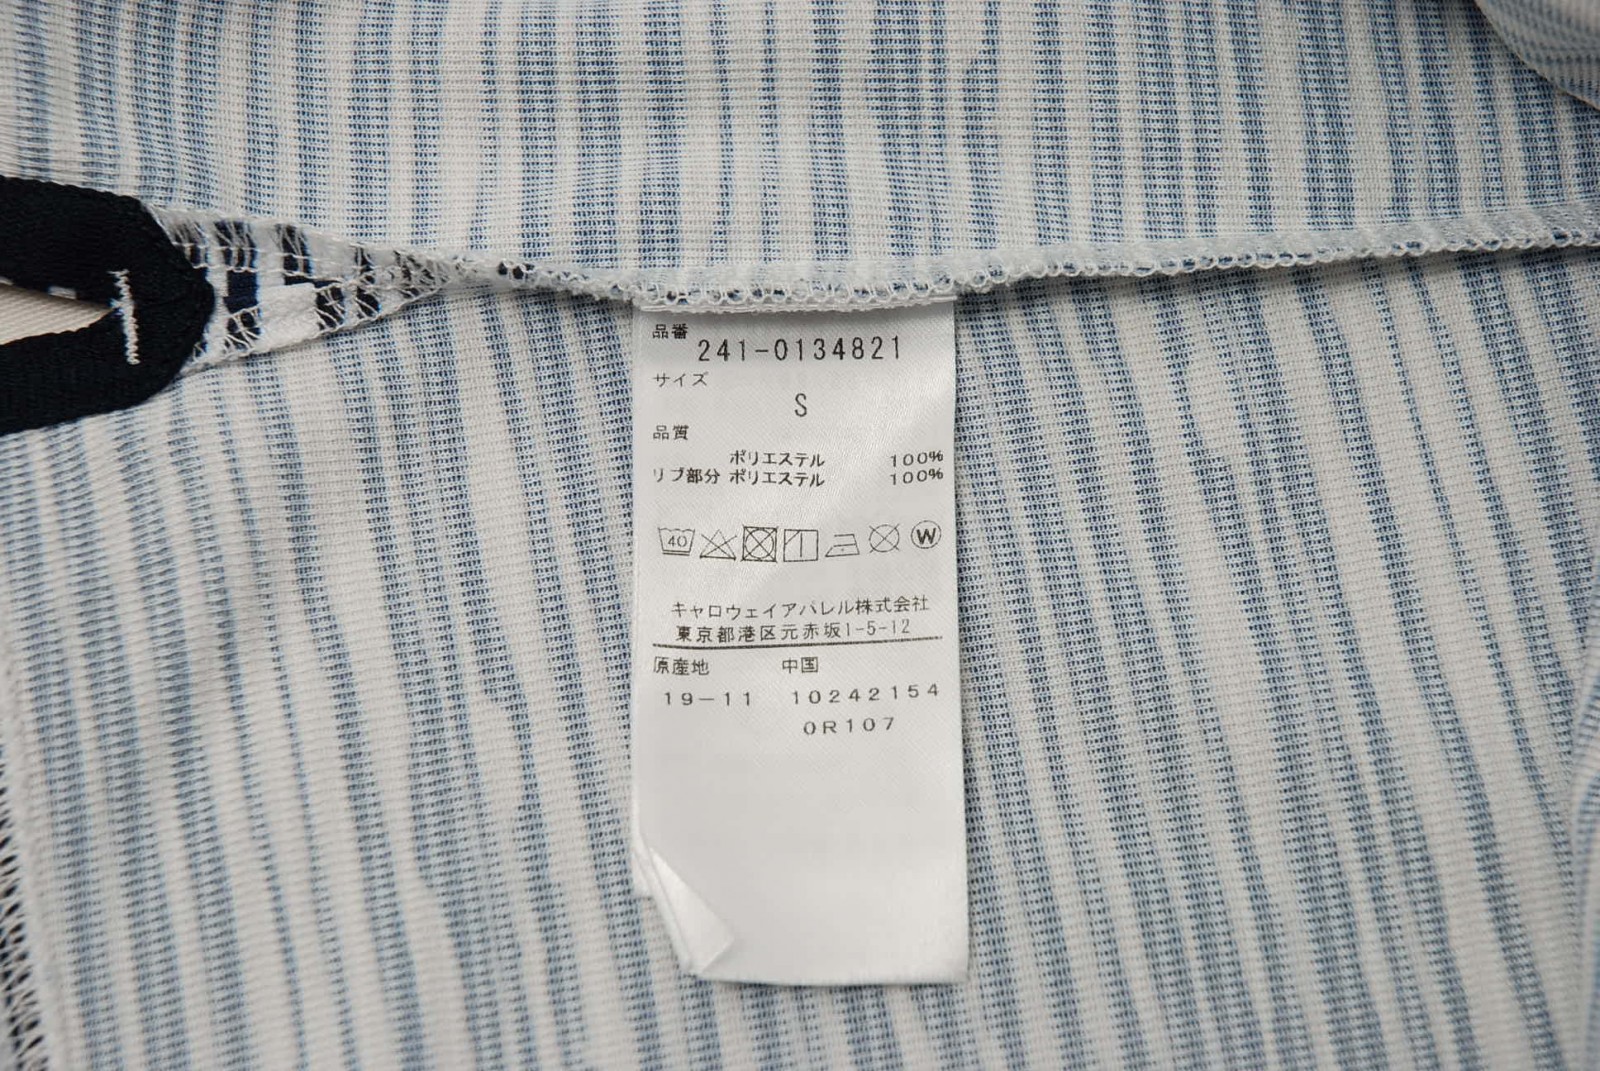 品番
241-0134821
サイズ
S
品質
ポリエステル 100%
リブ部分 ポリエステル 100%
40 W
キャロウェイアパレル株式会社
東京都港区元赤坂1-5-12
原産地 中国
19-11 10242154
0R107